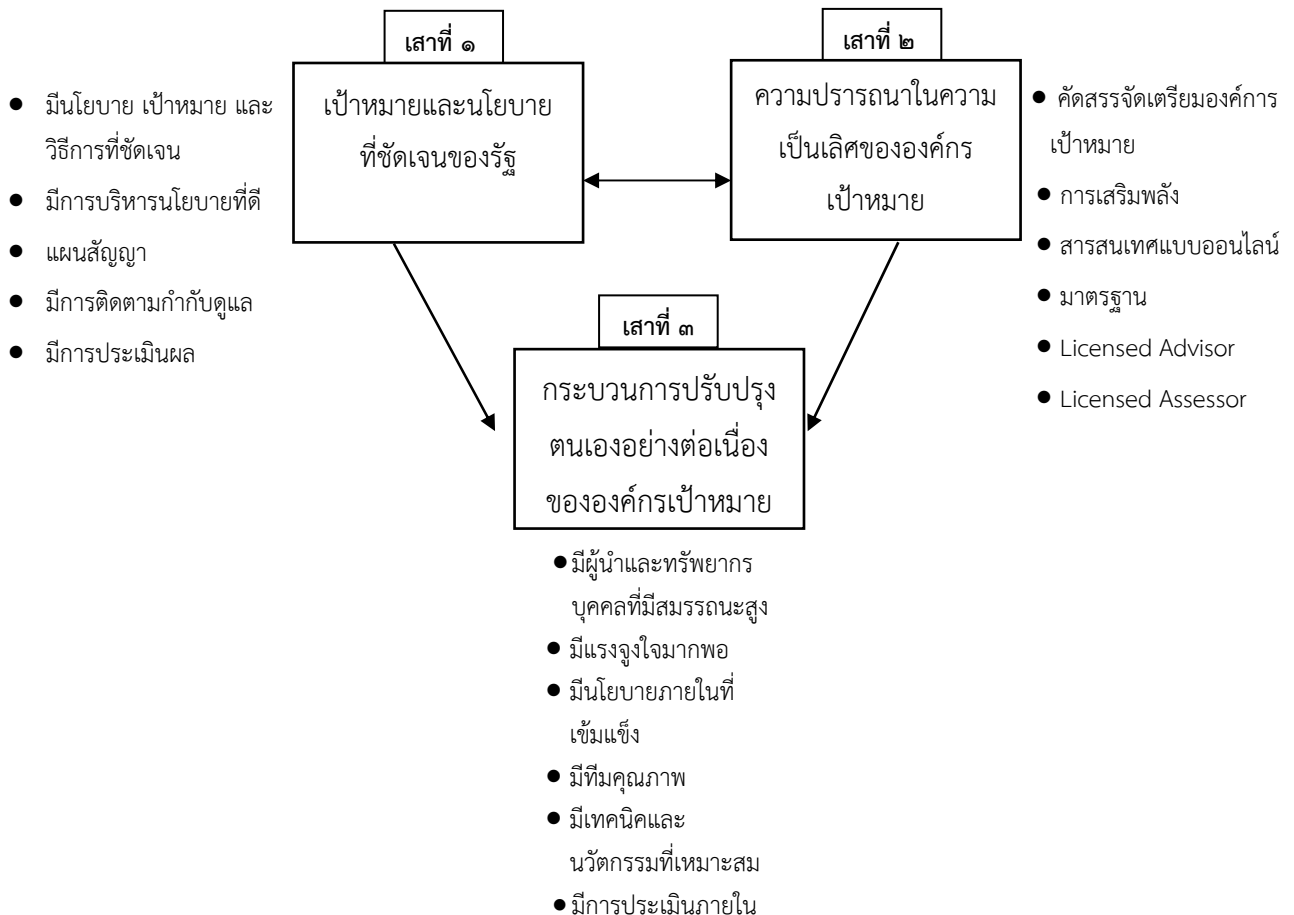 เสาที่ ๑
เป้าหมายและนโยบาย
ที่ชัดเจนของรัฐ
● มีนโยบาย เป้าหมาย และ
วิธีการที่ชัดเจน
● มีการบริหารนโยบายที่ดี
● แผนสัญญา
● มีการติดตามกำกับดูแล
● มีการประเมินผล
เสาที่ ๒
ความปรารถนาในความ
เป็นเลิศขององค์กร
เป้าหมาย
● คัดสรรจัดเตรียมองค์การ
เป้าหมาย
● การเสริมพลัง
● สารสนเทศแบบออนไลน์
● มาตรฐาน
● Licensed Advisor
● Licensed Assessor
เสาที่ ๓
กระบวนการปรับปรุง
ตนเองอย่างต่อเนื่อง
ขององค์กรเป้าหมาย
● มีผู้นำและทรัพยากร
บุคคลที่มีสมรรถนะสูง
● มีแรงจูงใจมากพอ
● มีนโยบายภายในที่
เข้มแข็ง
● มีทีมคุณภาพ
● มีเทคนิคและ
นวัตกรรมที่เหมาะสม
● มีการประเมินภายใน